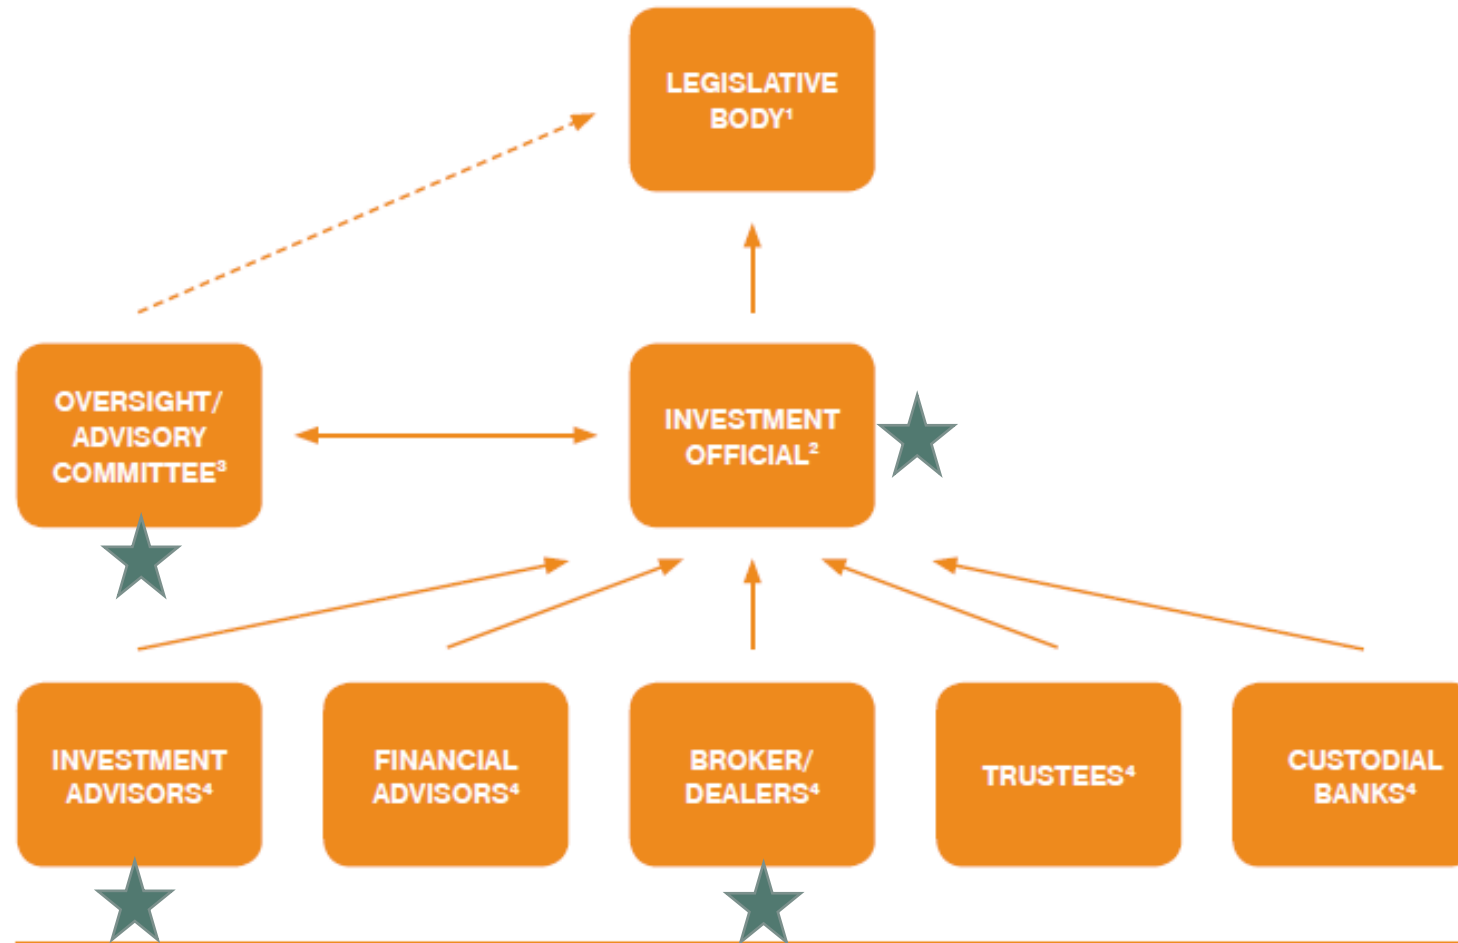 LEGISLATIVE
BODY¹
OVERSIGHT/
ADVISORY
COMMITTEE³
INVESTMENT
OFFICIAL²
INVESTMENT
ADVISORS⁴
FINANCIAL
ADVISORS⁴
BROKER/
DEALERS⁴
TRUSTEES⁴
CUSTODIAL
BANKS⁴